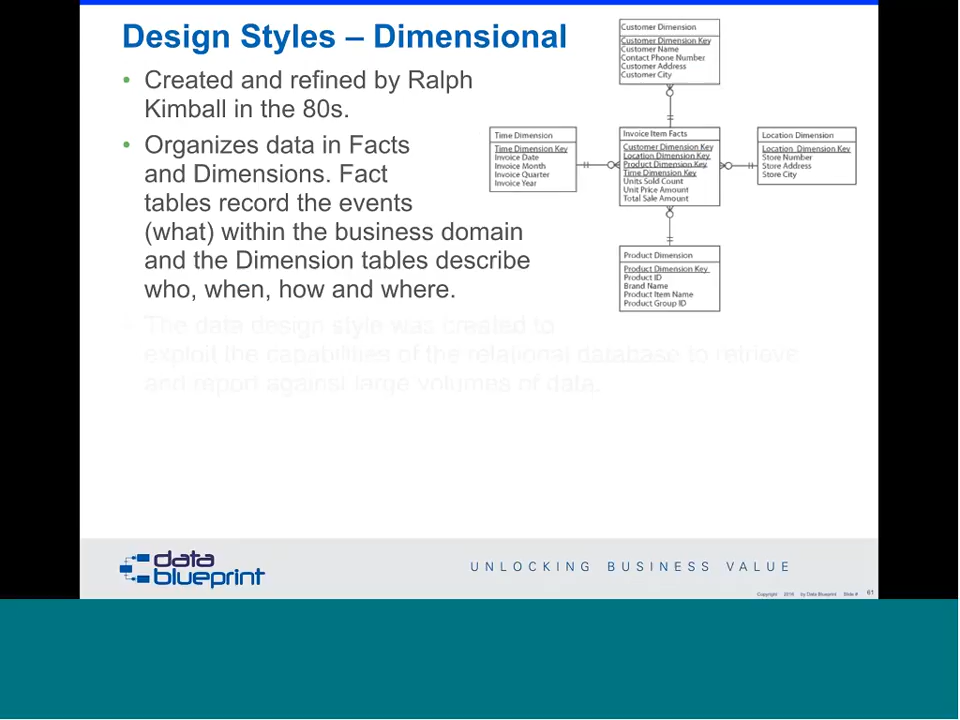 Design Styles – Dimensional
• Created and refined by Ralph
Kimball in the 80s.
• Organizes data in Facts
and Dimensions. Fact
tables record the events
(what) within the business domain
and the Dimension tables describe
who, when, how and where.
• The data design style was created to
exploit the capabilities of the relational database to retrieve
and report against large volumes of data.
Customer Dimension
Customer Dimension Key
Customer Name
Contact Phone Number
Customer Address
Customer City
Time Dimension
Time Dimension Key
Invoice Date
Invoice Month
Invoice Quarter
Invoice Year
Invoice Item Facts
Customer Dimension Key
Location Dimension Key
Product Dimension Key
Time Dimension Key
Units Sold Count
Unit Price Amount
Total Sale Amount
Location Dimension
Location Dimension Key
Store Number
Store Address
Store City
Product Dimension
Product Dimension Key
Product ID
Brand Name
Product Item Name
Product Group ID
data
blueprint
UNLOCKING BUSINESS VALUE
Copyright 2018 by Data Blueprint Slide # 61